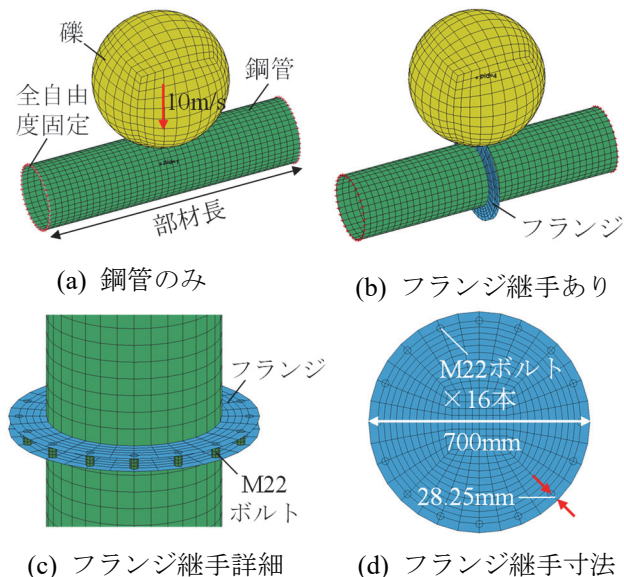 礫
10m/s
鋼管
全自由
度固定
部材長
フランジ
(a) 鋼管のみ
(b) フランジ継手あり
フランジ
M22
ボルト
M22ボルト
×16本
700mm
28.25mm
(c) フランジ継手詳細
(d) フランジ継手寸法